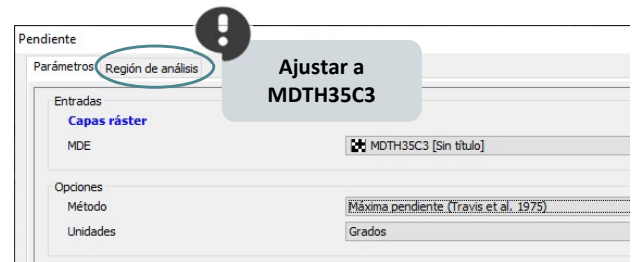 Pendiente
Parámetros Región de análisis
Ajustar a
MDTH35C3
Entradas
Capas ráster
MDE MDTH35C3 [Sin título]
Opciones
Método Máxima pendiente (Travis et al. 1975)
Unidades Grados